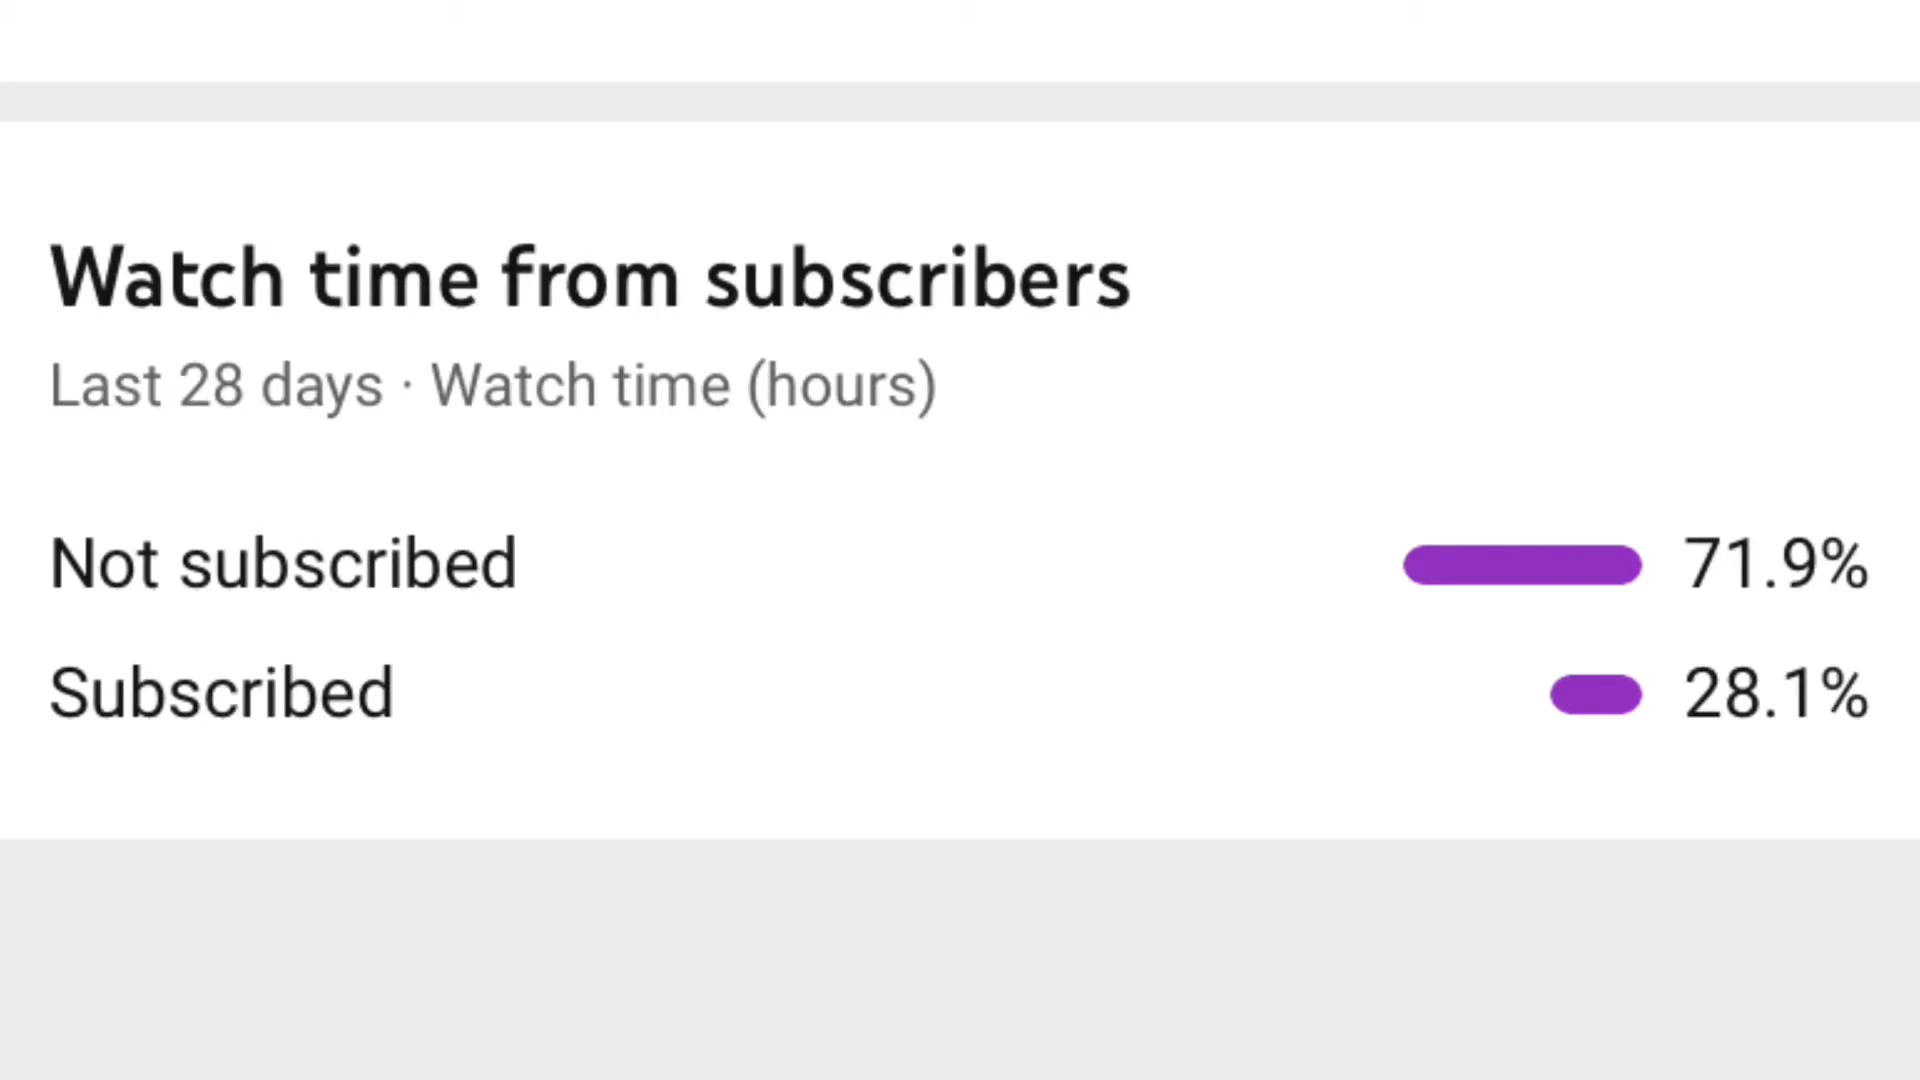 Watch time from subscribers
Last 28 days · Watch time (hours)
Not subscribed 71.9%
Subscribed 28.1%